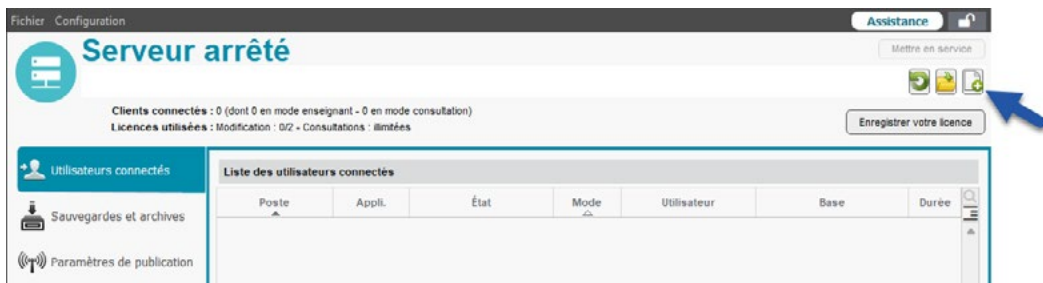 Fichier Configuration Assistance
Serveur arrêté
Mettre en service
Clients connectés : 0 (dont 0 en mode enseignant - 0 en mode consultation)
Licences utilisées : Modification : 0/2 - Consultations : illimitées
Enregistrer votre licence
Utilisateurs connectés
Liste des utilisateurs connectés
Poste Appli. État Mode Utilisateur Base Durée
Sauvegardes et archives
Paramètres de publication